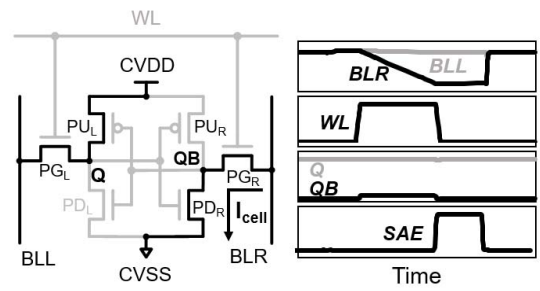 WL
CVDD
PU_L
PU_R
Q
QB
PG_L
PG_R
PD_L
PD_R
I_cell
BLL
CVSS
BLR
BLL
BLR
WL
Q
QB
SAE
Time